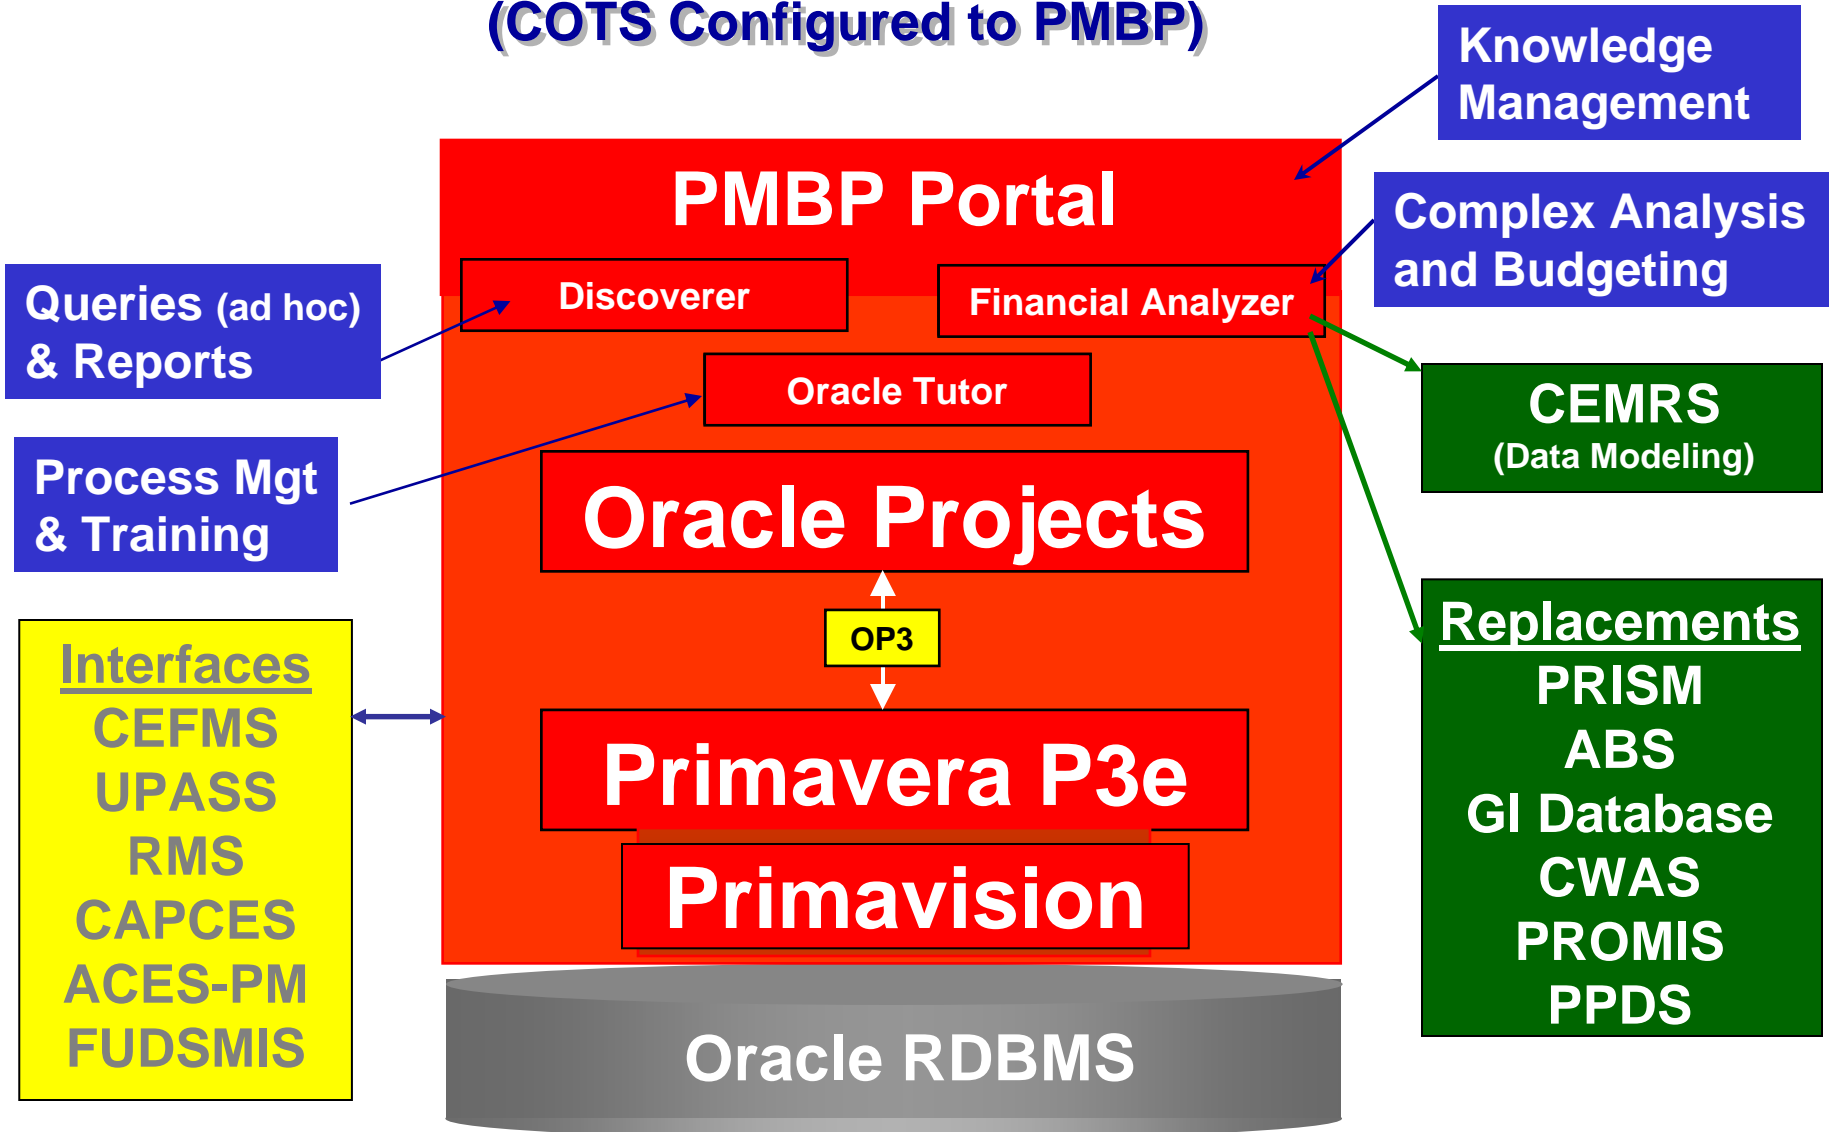 (COTS Configured to PMBP)
Knowledge
Management
PMBP Portal
Complex Analysis
and Budgeting
Queries (ad hoc)
& Reports
Discoverer
Financial Analyzer
Oracle Tutor
CEMRS
(Data Modeling)
Process Mgt
& Training
Oracle Projects
OP3
Interfaces
CEFMS
UPASS
RMS
CAPCES
ACES-PM
FUDSMIS
Primavera P3e
Primavision
Oracle RDBMS
Replacements
PRISM
ABS
GI Database
CWAS
PROMIS
PPDS